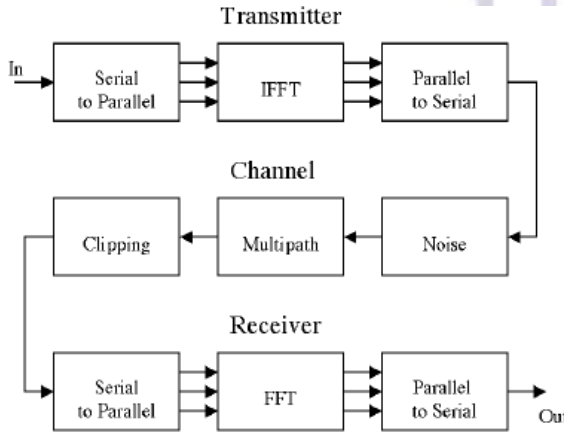 Transmitter
In
Serial
to Parallel
IFFT
Parallel
to Serial
Channel
Clipping
Multipath
Noise
Receiver
Serial
to Parallel
FFT
Parallel
to Serial
Out